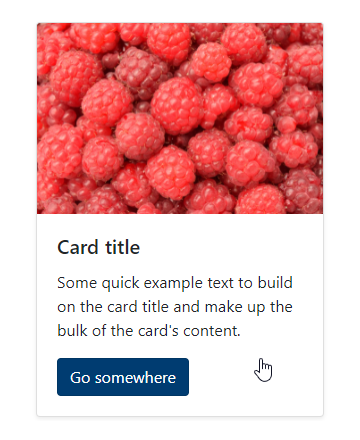 Card title
Some quick example text to build
on the card title and make up the
bulk of the card's content.
Go somewhere